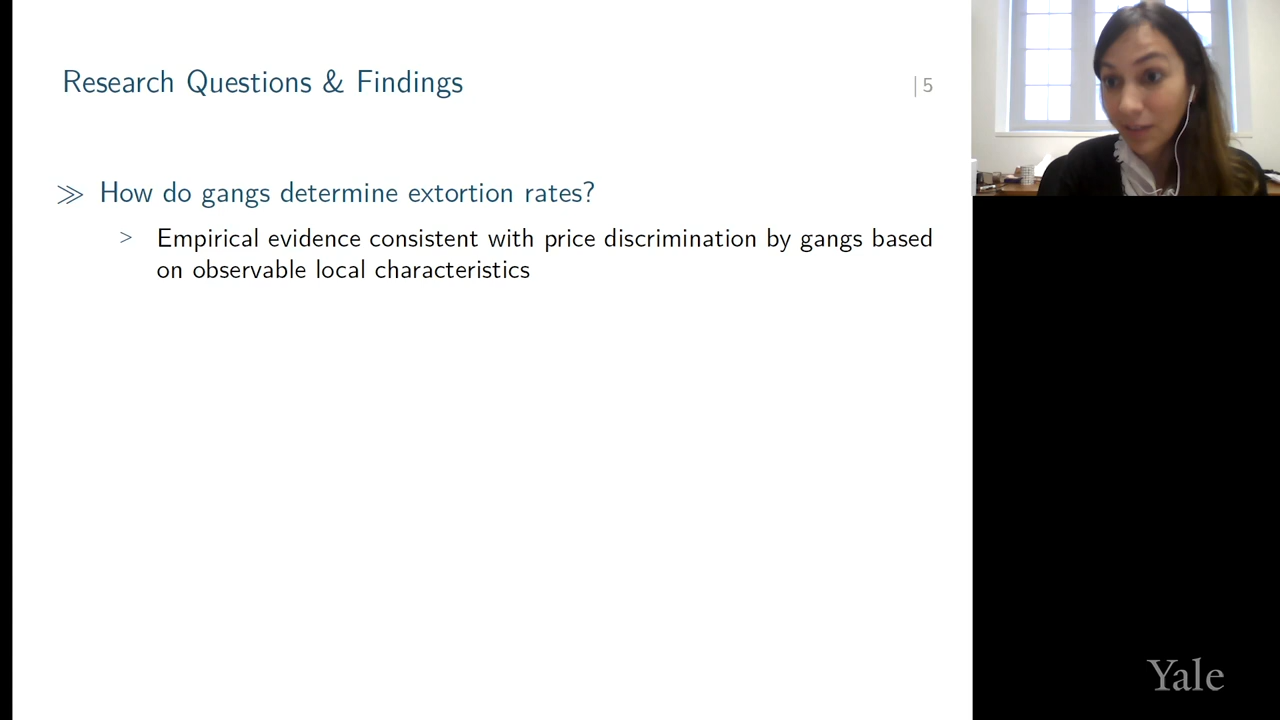 Research Questions & Findings
| 5
≫ How do gangs determine extortion rates?
> Empirical evidence consistent with price discrimination by gangs based
on observable local characteristics
Yale